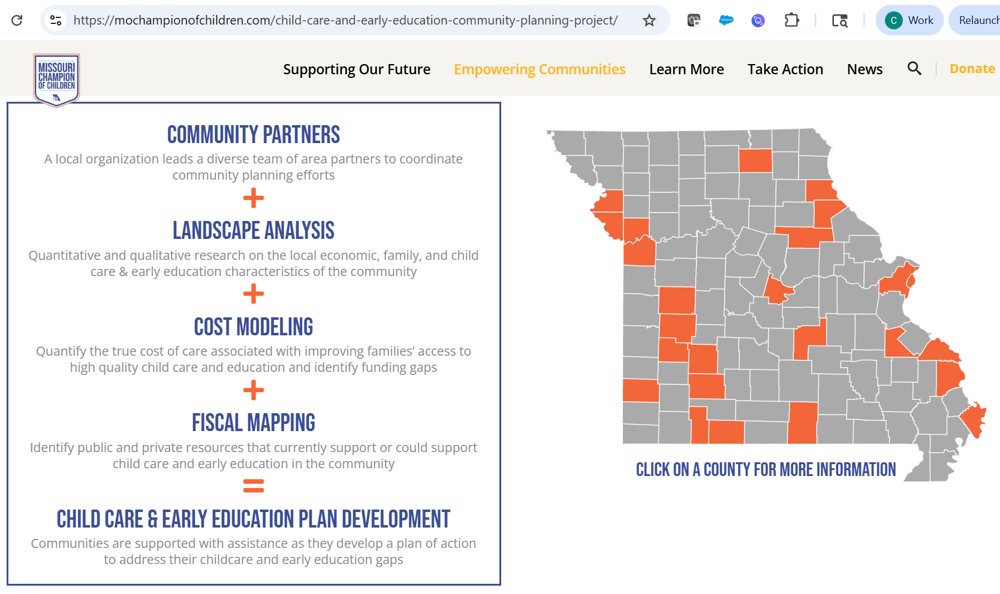 https://mochampionofchildren.com/child-care-and-early-education-community-planning-project/
C Work
Relaunch
MISSOURI
CHAMPION
OF CHILDREN
Supporting Our Future
Empowering Communities
Learn More
Take Action
News
Donate
COMMUNITY PARTNERS
A local organization leads a diverse team of area partners to coordinate
community planning efforts
+
LANDSCAPE ANALYSIS
Quantitative and qualitative research on the local economic, family, and child
care & early education characteristics of the community
+
COST MODELING
Quantify the true cost of care associated with improving families’ access to
high quality child care and education and identify funding gaps
+
FISCAL MAPPING
Identify public and private resources that currently support or could support
child care and early education in the community
=
CHILD CARE & EARLY EDUCATION PLAN DEVELOPMENT
Communities are supported with assistance as they develop a plan of action
to address their childcare and early education gaps
CLICK ON A COUNTY FOR MORE INFORMATION